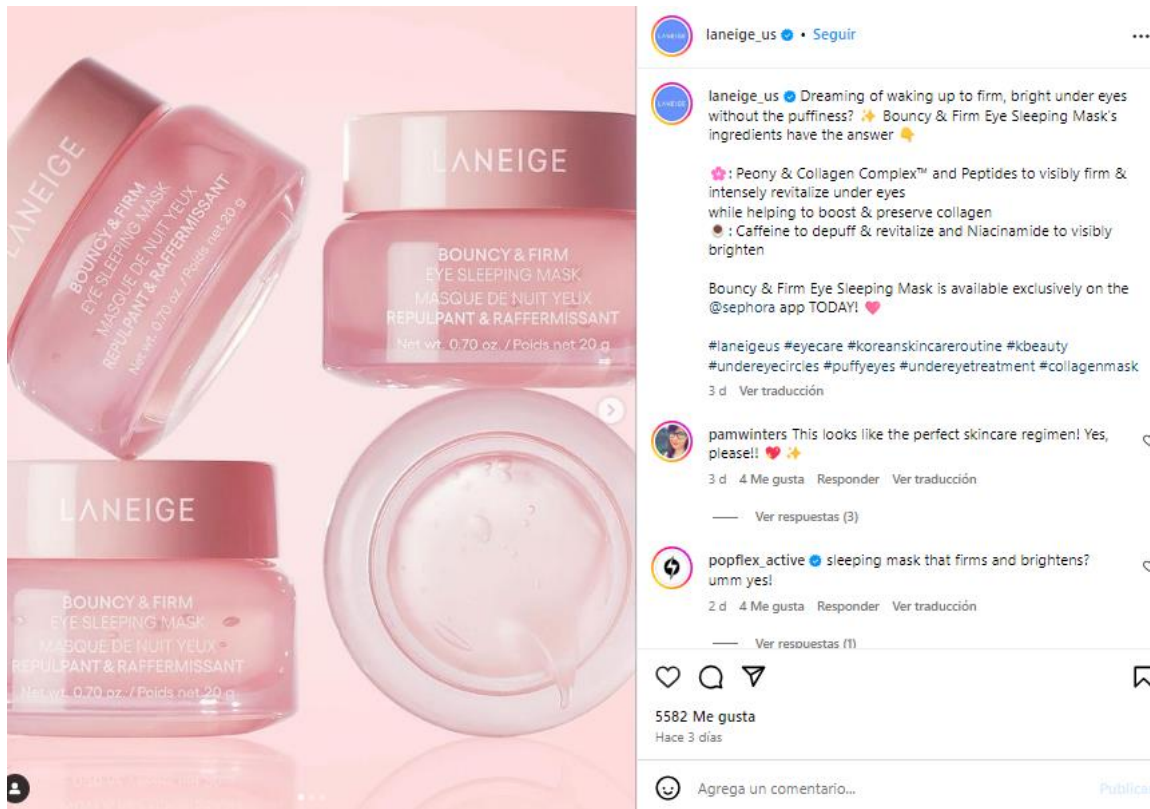 LANEIGE
BOUNCY & FIRM
EYE SLEEPING MASK
MASQUE DE NUIT YEUX
REPULPANT & RAFFERMISSANT
Net wt. 0.70 oz. / Poids net 20 g
LANEIGE
BOUNCY & FIRM
EYE SLEEPING MASK
MASQUE DE NUIT YEUX
REPULPANT & RAFFERMISSANT
Net wt. 0.70 oz. / Poids net 20 g
LANEIGE
BOUNCY & FIRM
EYE SLEEPING MASK
MASQUE DE NUIT YEUX
REPULPANT & RAFFERMISSANT
Net wt. 0.70 oz. / Poids net 20 g
LANEIGE
laneige_us • Seguir
LANEIGE
laneige_us Dreaming of waking up to firm, bright under eyes
without the puffiness? ✨ Bouncy & Firm Eye Sleeping Mask's
ingredients have the answer 👇
🌸: Peony & Collagen Complex™ and Peptides to visibly firm &
intensely revitalize under eyes
while helping to boost & preserve collagen
☕: Caffeine to depuff & revitalize and Niacinamide to visibly
brighten
Bouncy & Firm Eye Sleeping Mask is available exclusively on the
@sephora app TODAY! 💗
#laneigeus #eyecare #koreanskincareroutine #kbeauty
#undereyecircles #puffyeyes #undereyetreatment #collagenmask
3 d Ver traducción
pamwinters This looks like the perfect skincare regimen! Yes,
please!! 💖 ✨
3 d 4 Me gusta Responder Ver traducción
Ver respuestas (3)
popflex_active sleeping mask that firms and brightens?
umm yes!
2 d 4 Me gusta Responder Ver traducción
Ver respuestas (1)
5582 Me gusta
Hace 3 días
Agrega un comentario...